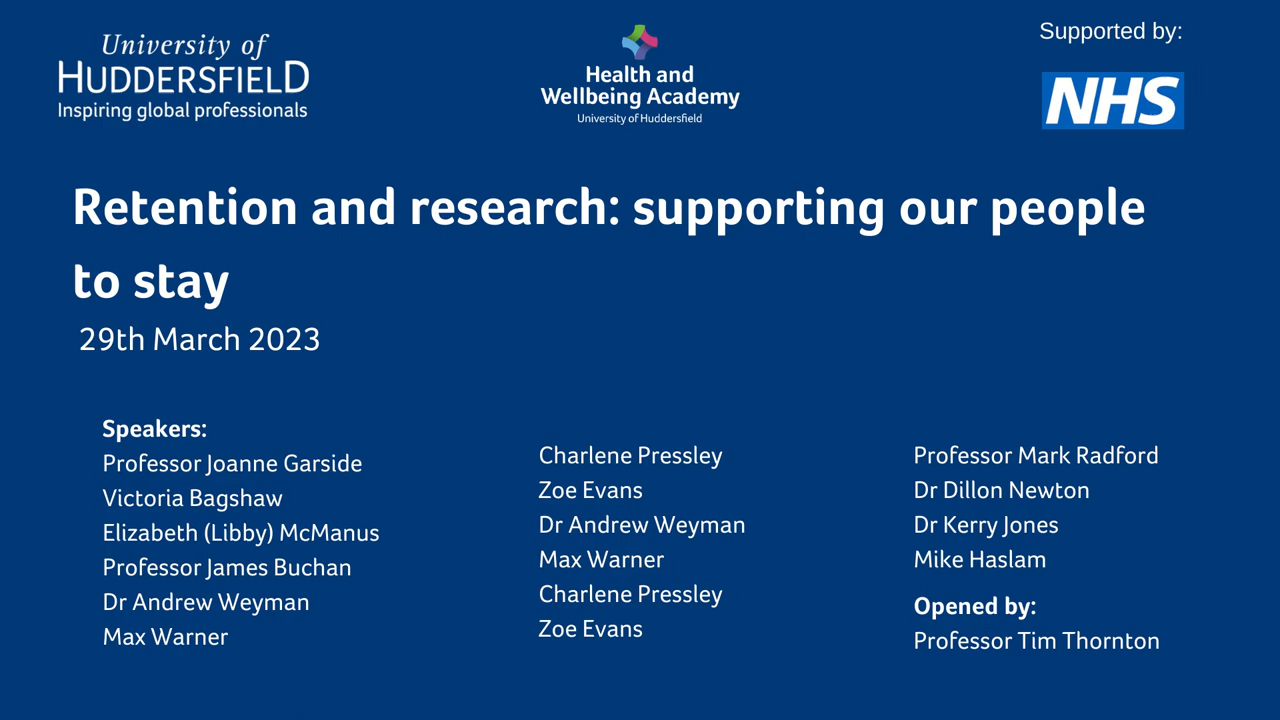 University of
HUDDERSFIELD
Inspiring global professionals
Health and
Wellbeing Academy
University of Huddersfield
Supported by:
NHS
Retention and research: supporting our people
to stay
29th March 2023
Speakers:
Professor Joanne Garside
Victoria Bagshaw
Elizabeth (Libby) McManus
Professor James Buchan
Dr Andrew Weyman
Max Warner
Charlene Pressley
Zoe Evans
Dr Andrew Weyman
Max Warner
Charlene Pressley
Zoe Evans
Professor Mark Radford
Dr Dillon Newton
Dr Kerry Jones
Mike Haslam
Opened by:
Professor Tim Thornton